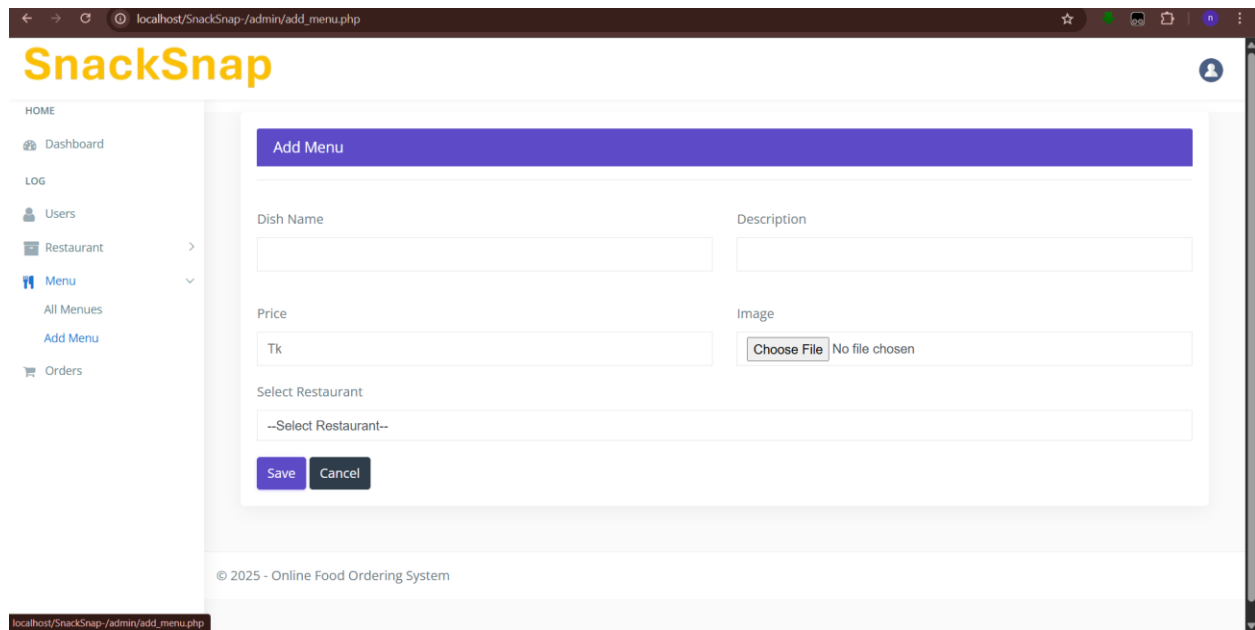 localhost/SnackSnap-/admin/add_menu.php
n
SnackSnap
HOME
Dashboard
LOG
Users
Restaurant
Menu
All Menues
Add Menu
Orders
Add Menu
Dish Name
Description
Price
Image
Tk
Choose File No file chosen
Select Restaurant
--Select Restaurant--
Save
Cancel
© 2025 - Online Food Ordering System
localhost/SnackSnap-/admin/add_menu.php